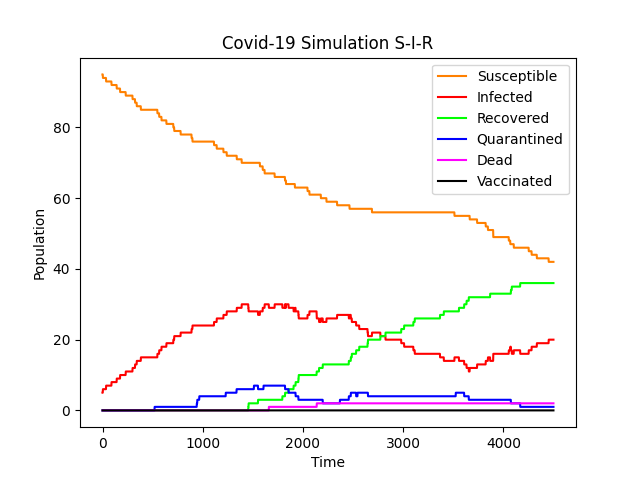 Covid-19 Simulation S-I-R
Susceptible
Infected
Recovered
Quarantined
Dead
Vaccinated
Population
80
60
40
20
0
0 1000 2000 3000 4000
Time